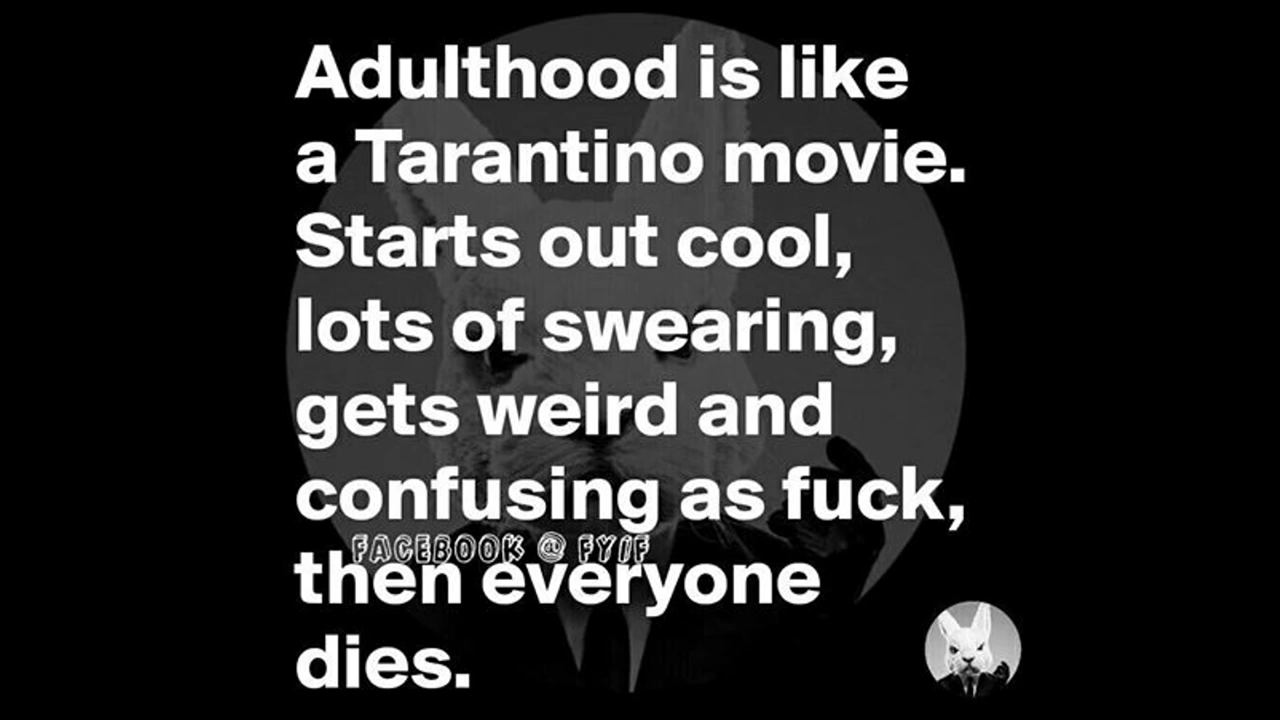 Adulthood is like
a Tarantino movie.
Starts out cool,
lots of swearing,
gets weird and
confusing as fuck,
FACEBOOK @ FYIF
then everyone
dies.